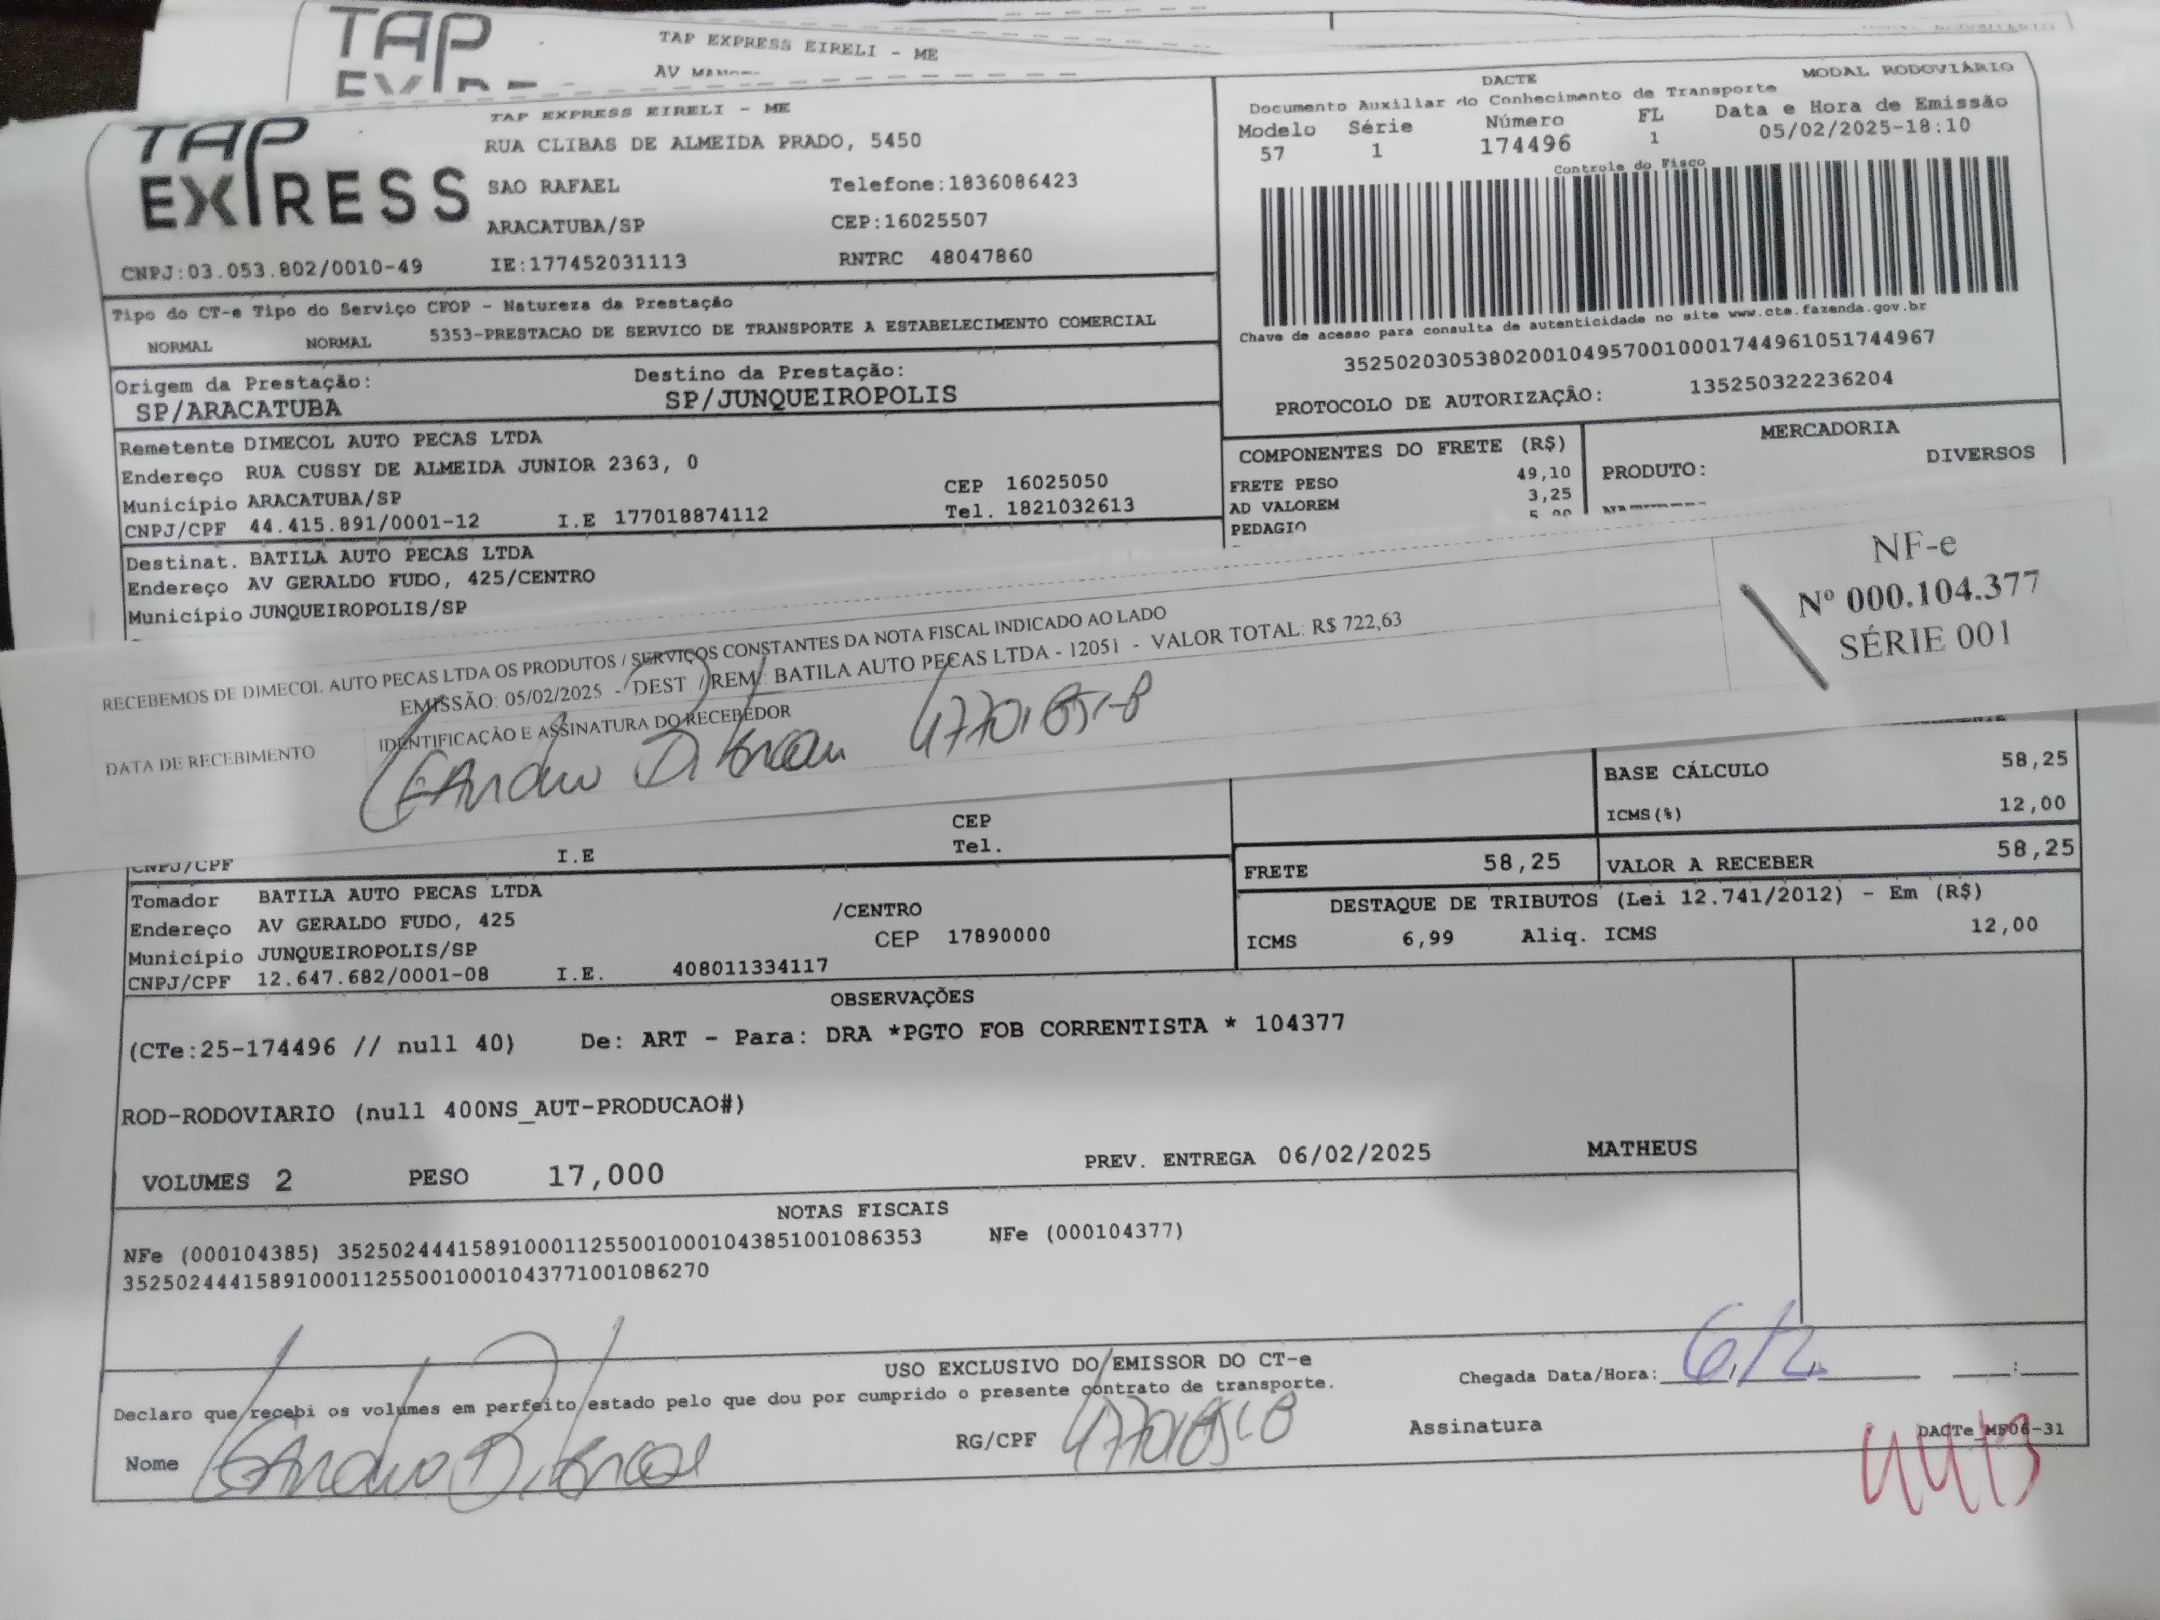 TAP
TAP EXPRESS EIRELI - ME
TAP EXPRESS
TAP EXPRESS EIRELI - ME
RUA CLIBAS DE ALMEIDA PRADO, 5450
SAO RAFAEL Telefone:1836086423
ARACATUBA/SP CEP:16025507
CNPJ:03.053.802/0010-49 IE:177452031113 RNTRC 48047860
DACTE MODAL RODOVIÁRIO
Documento Auxiliar do Conhecimento de Transporte
Modelo Série Número FL Data e Hora de Emissão
57 1 174496 1 05/02/2025-18:10
Controle do Fisco
Chave de acesso para consulta de autenticidade no site www.cte.fazenda.gov.br
35250203053802001049570010001744961051744967
PROTOCOLO DE AUTORIZAÇÃO: 135250322236204
Tipo do CT-e Tipo do Serviço CFOP - Natureza da Prestação
NORMAL NORMAL 5353-PRESTACAO DE SERVICO DE TRANSPORTE A ESTABELECIMENTO COMERCIAL
Origem da Prestação: Destino da Prestação:
SP/ARACATUBA SP/JUNQUEIROPOLIS
Remetente DIMECOL AUTO PECAS LTDA
Endereço RUA CUSSY DE ALMEIDA JUNIOR 2363, 0
Município ARACATUBA/SP CEP 16025050
CNPJ/CPF 44.415.891/0001-12 I.E 177018874112 Tel. 1821032613
COMPONENTES DO FRETE (R$) MERCADORIA
FRETE PESO 49,10 PRODUTO: DIVERSOS
AD VALOREM 3,25
PEDAGIO
Destinat. BATILA AUTO PECAS LTDA
Endereço AV GERALDO FUDO, 425/CENTRO
Município JUNQUEIROPOLIS/SP
RECEBEMOS DE DIMECOL AUTO PECAS LTDA OS PRODUTOS / SERVIÇOS CONSTANTES DA NOTA FISCAL INDICADO AO LADO
EMISSÃO: 05/02/2025 - DEST / REM: BATILA AUTO PECAS LTDA - 12051 - VALOR TOTAL: R$ 722,63
DATA DE RECEBIMENTO IDENTIFICAÇÃO E ASSINATURA DO RECEBEDOR
NF-e
Nº 000.104.377
SÉRIE 001
BASE CÁLCULO 58,25
ICMS(%) 12,00
CEP
CNPJ/CPF I.E Tel.
FRETE 58,25 VALOR A RECEBER 58,25
DESTAQUE DE TRIBUTOS (Lei 12.741/2012) - Em (R$)
ICMS 6,99 Aliq. ICMS 12,00
Tomador BATILA AUTO PECAS LTDA
Endereço AV GERALDO FUDO, 425 /CENTRO
Município JUNQUEIROPOLIS/SP CEP 17890000
CNPJ/CPF 12.647.682/0001-08 I.E. 408011334117
OBSERVAÇÕES
(CTe:25-174496 // null 40) De: ART - Para: DRA *PGTO FOB CORRENTISTA * 104377
ROD-RODOVIARIO (null 400NS_AUT-PRODUCAO#)
VOLUMES 2 PESO 17,000 PREV. ENTREGA 06/02/2025 MATHEUS
NOTAS FISCAIS
NFe (000104385) 35250244415891000112550010001043851001086353 NFe (000104377)
35250244415891000112550010001043771001086270
USO EXCLUSIVO DO EMISSOR DO CT-e
Declaro que recebi os volumes em perfeito estado pelo que dou por cumprido o presente contrato de transporte.
Chegada Data/Hora: 6/2 :
Nome RG/CPF Assinatura
DACTe_MF06-31